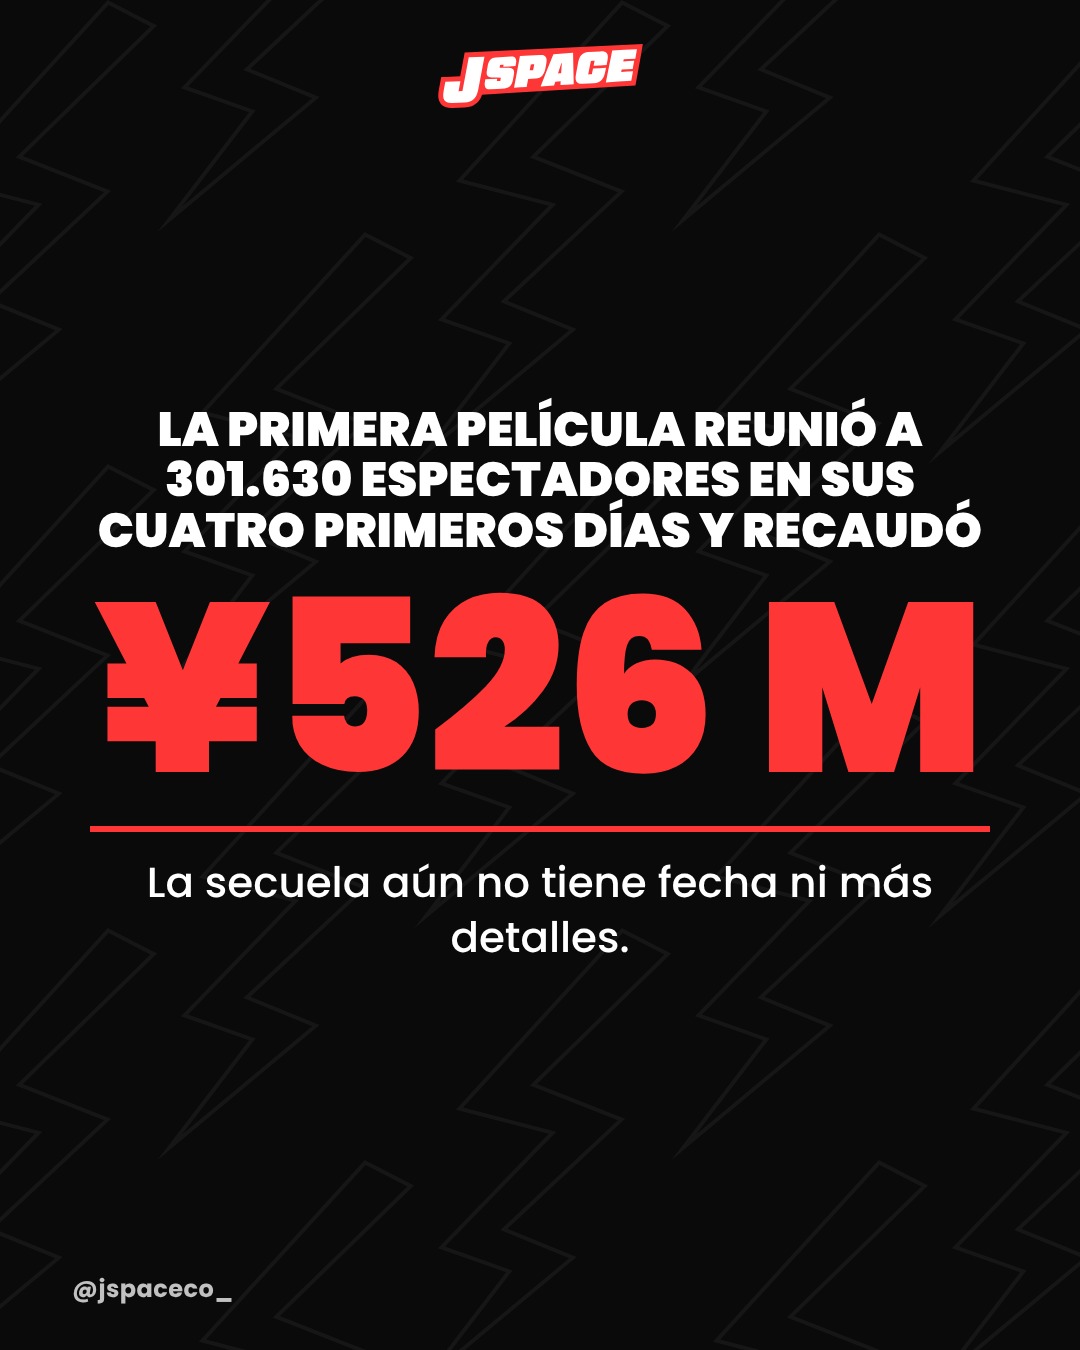 JSPACE
LA PRIMERA PELÍCULA REUNIÓ A
301.630 ESPECTADORES EN SUS
CUATRO PRIMEROS DÍAS Y RECAUDÓ
¥526 M
La secuela aún no tiene fecha ni más
detalles.
@jspaceco_